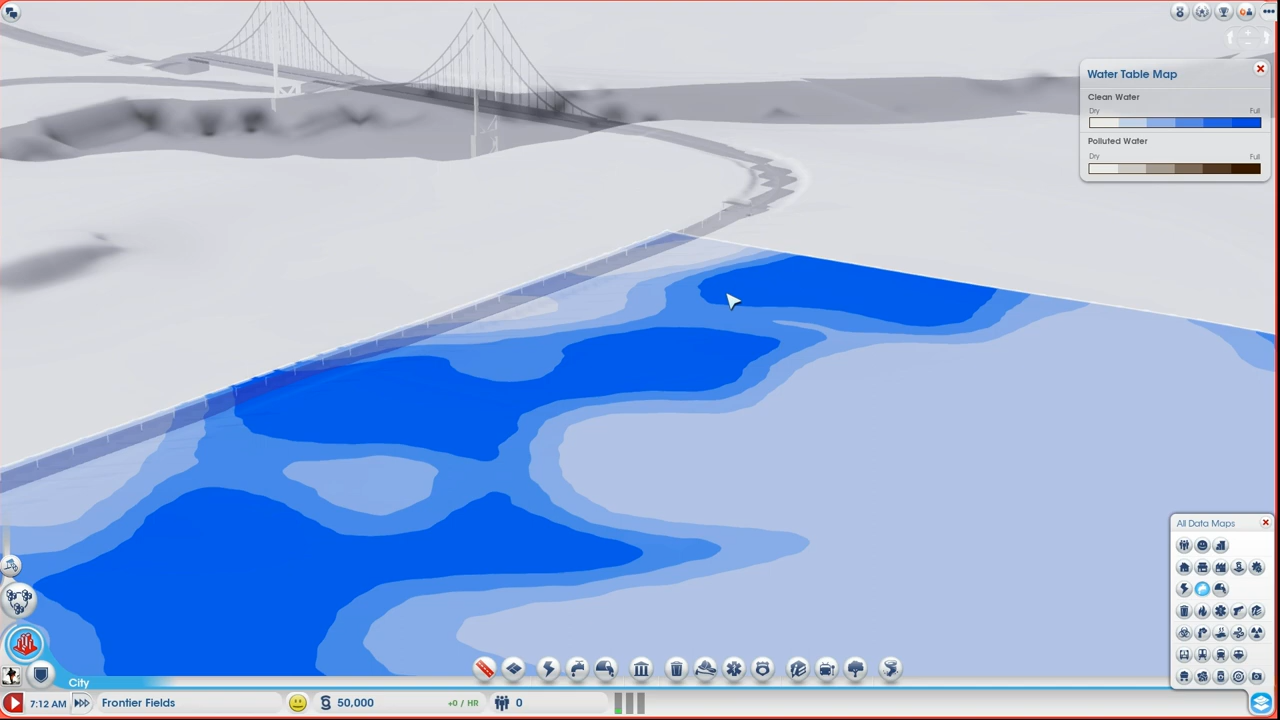 Water Table Map
Clean Water
Dry Full
Polluted Water
Dry Full
All Data Maps
City
7:12 AM Frontier Fields 50,000 +0 / HR 0